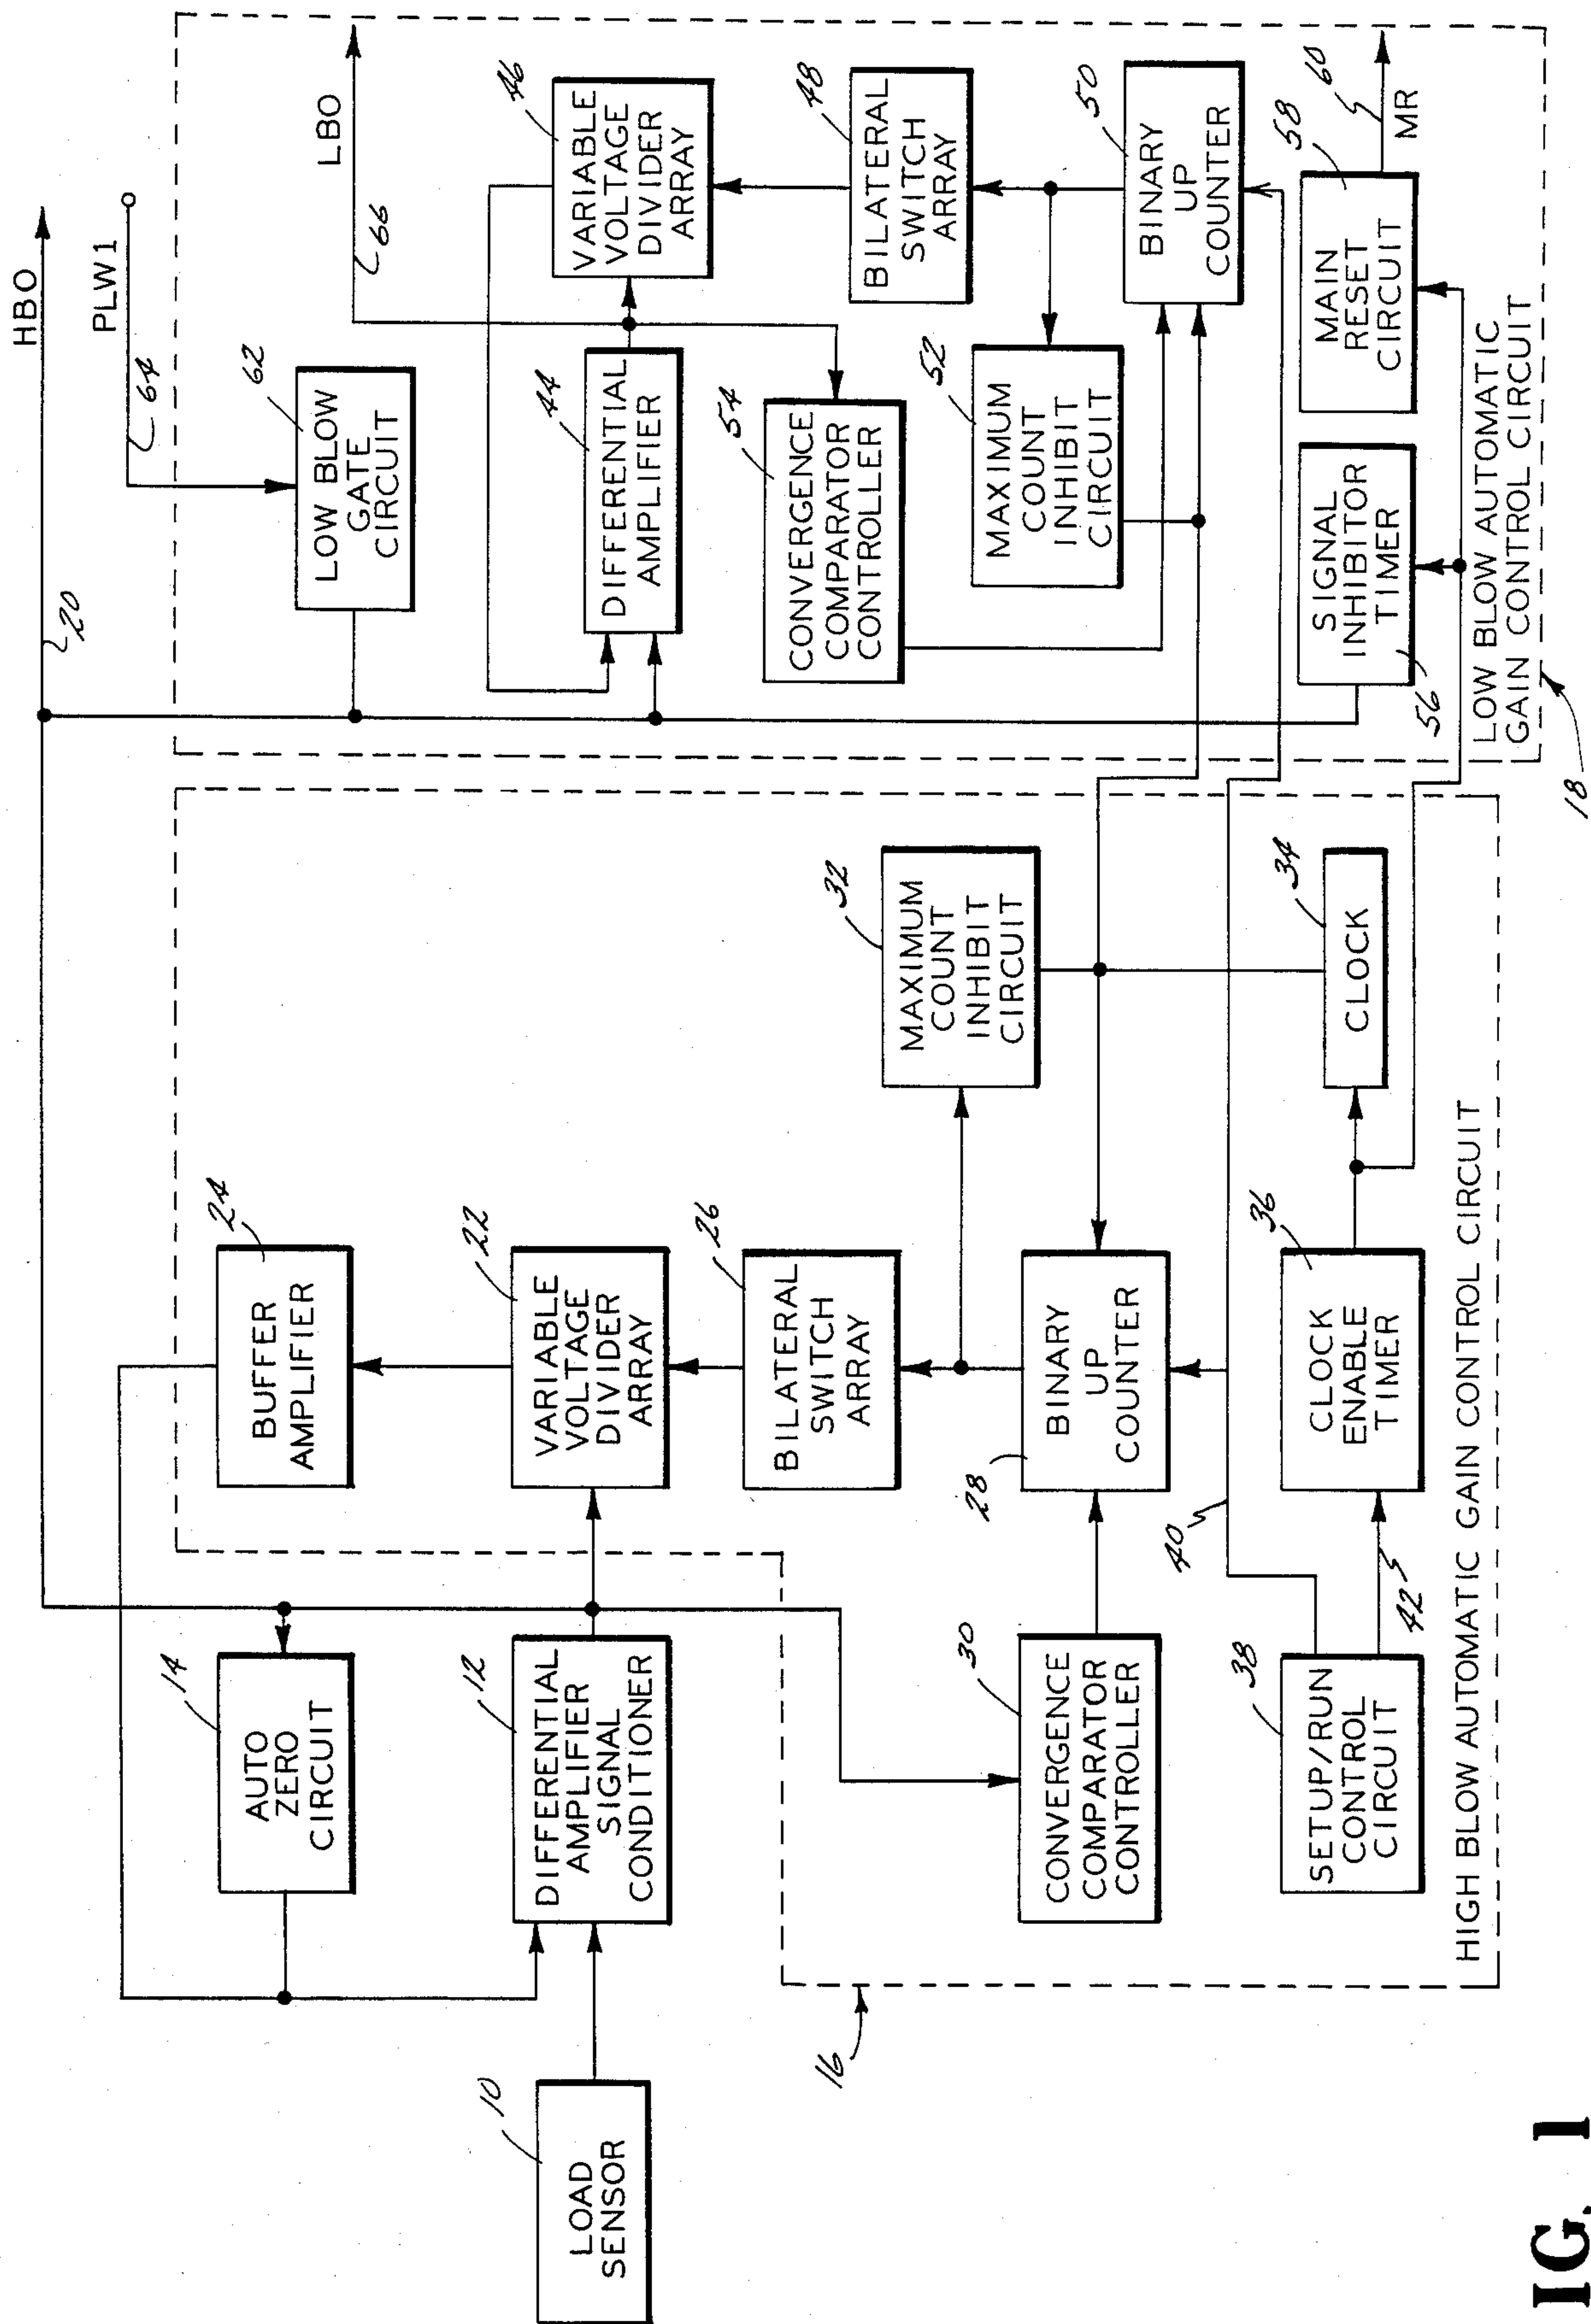 HBO
20
PLW1
64
LBO
66
LOW BLOW
GATE
CIRCUIT
62
DIFFERENTIAL
AMPLIFIER
44
VARIABLE
VOLTAGE
DIVIDER
ARRAY
46
BILATERAL
SWITCH
ARRAY
48
CONVERGENCE
COMPARATOR
CONTROLLER
54
MAXIMUM
COUNT
INHIBIT
CIRCUIT
52
BINARY
UP
COUNTER
50
SIGNAL
INHIBITOR
TIMER
56
MAIN
RESET
CIRCUIT
58
60
MR
LOW BLOW AUTOMATIC
GAIN CONTROL CIRCUIT
18
LOAD
SENSOR
10
AUTO
ZERO
CIRCUIT
14
DIFFERENTIAL
AMPLIFIER
SIGNAL
CONDITIONER
12
BUFFER
AMPLIFIER
24
VARIABLE
VOLTAGE
DIVIDER
ARRAY
22
BILATERAL
SWITCH
ARRAY
26
BINARY
UP
COUNTER
28
MAXIMUM
COUNT
INHIBIT
CIRCUIT
32
CONVERGENCE
COMPARATOR
CONTROLLER
30
SETUP/RUN
CONTROL
CIRCUIT
38
40
42
CLOCK
ENABLE
TIMER
36
CLOCK
34
HIGH BLOW AUTOMATIC GAIN CONTROL CIRCUIT
16
IG. 1